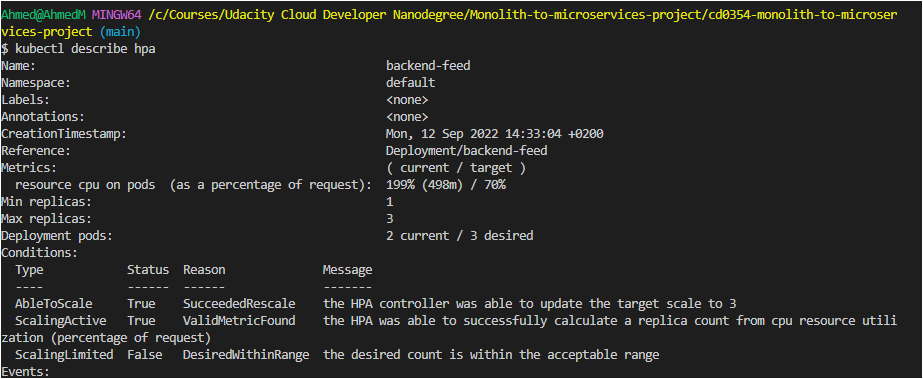 Ahmed@AhmedM MINGW64 /c/Courses/Udacity Cloud Developer Nanodegree/Monolith-to-microservices-project/cd0354-monolith-to-microser
vices-project (main)
$ kubectl describe hpa
Name: backend-feed
Namespace: default
Labels: <none>
Annotations: <none>
CreationTimestamp: Mon, 12 Sep 2022 14:33:04 +0200
Reference: Deployment/backend-feed
Metrics: ( current / target )
resource cpu on pods (as a percentage of request): 199% (498m) / 70%
Min replicas: 1
Max replicas: 3
Deployment pods: 2 current / 3 desired
Conditions:
Type Status Reason Message
---- ------ ------ -------
AbleToScale True SucceededRescale the HPA controller was able to update the target scale to 3
ScalingActive True ValidMetricFound the HPA was able to successfully calculate a replica count from cpu resource utili
zation (percentage of request)
ScalingLimited False DesiredWithinRange the desired count is within the acceptable range
Events: